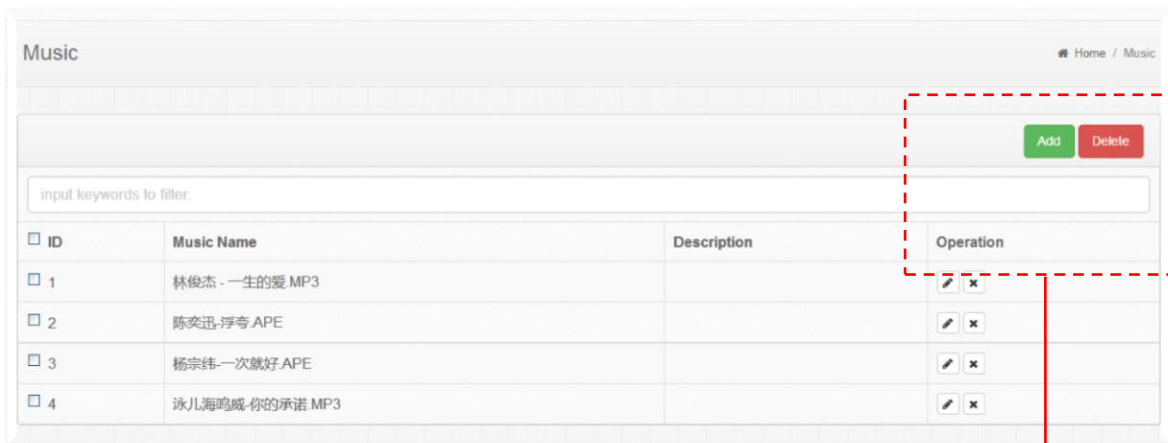 Music
Home / Music
Add Delete
input keywords to filter.
ID Music Name Description Operation
1 林俊杰 - 一生的爱.MP3
2 陈奕迅-浮夸.APE
3 杨宗纬-一次就好.APE
4 泳儿海鸣威-你的承诺.MP3